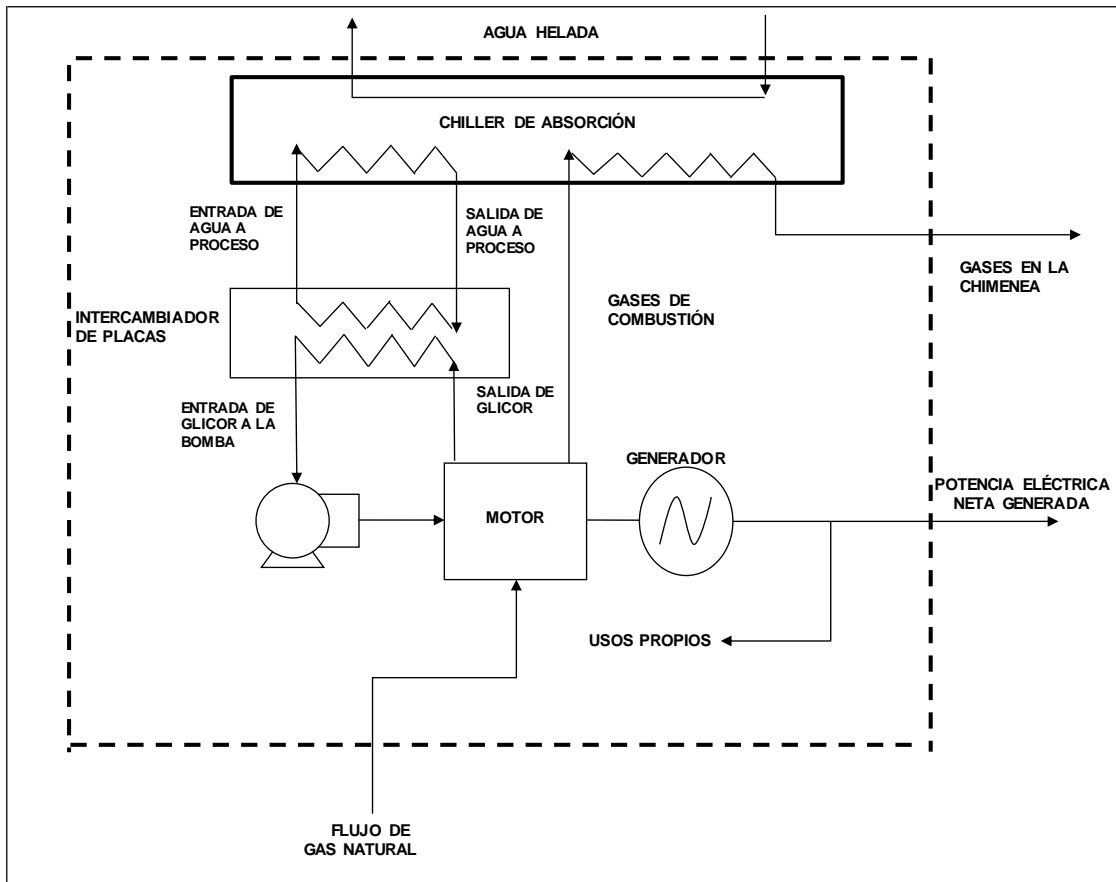 AGUA HELADA
CHILLER DE ABSORCIÓN
ENTRADA DE
AGUA A
PROCESO
SALIDA DE
AGUA A
PROCESO
GASES EN LA
CHIMENEA
INTERCAMBIADOR
DE PLACAS
GASES DE
COMBUSTIÓN
ENTRADA DE
GLICOR A LA
BOMBA
SALIDA DE
GLICOR
GENERADOR
MOTOR
POTENCIA ELÉCTRICA
NETA GENERADA
USOS PROPIOS
FLUJO DE
GAS NATURAL